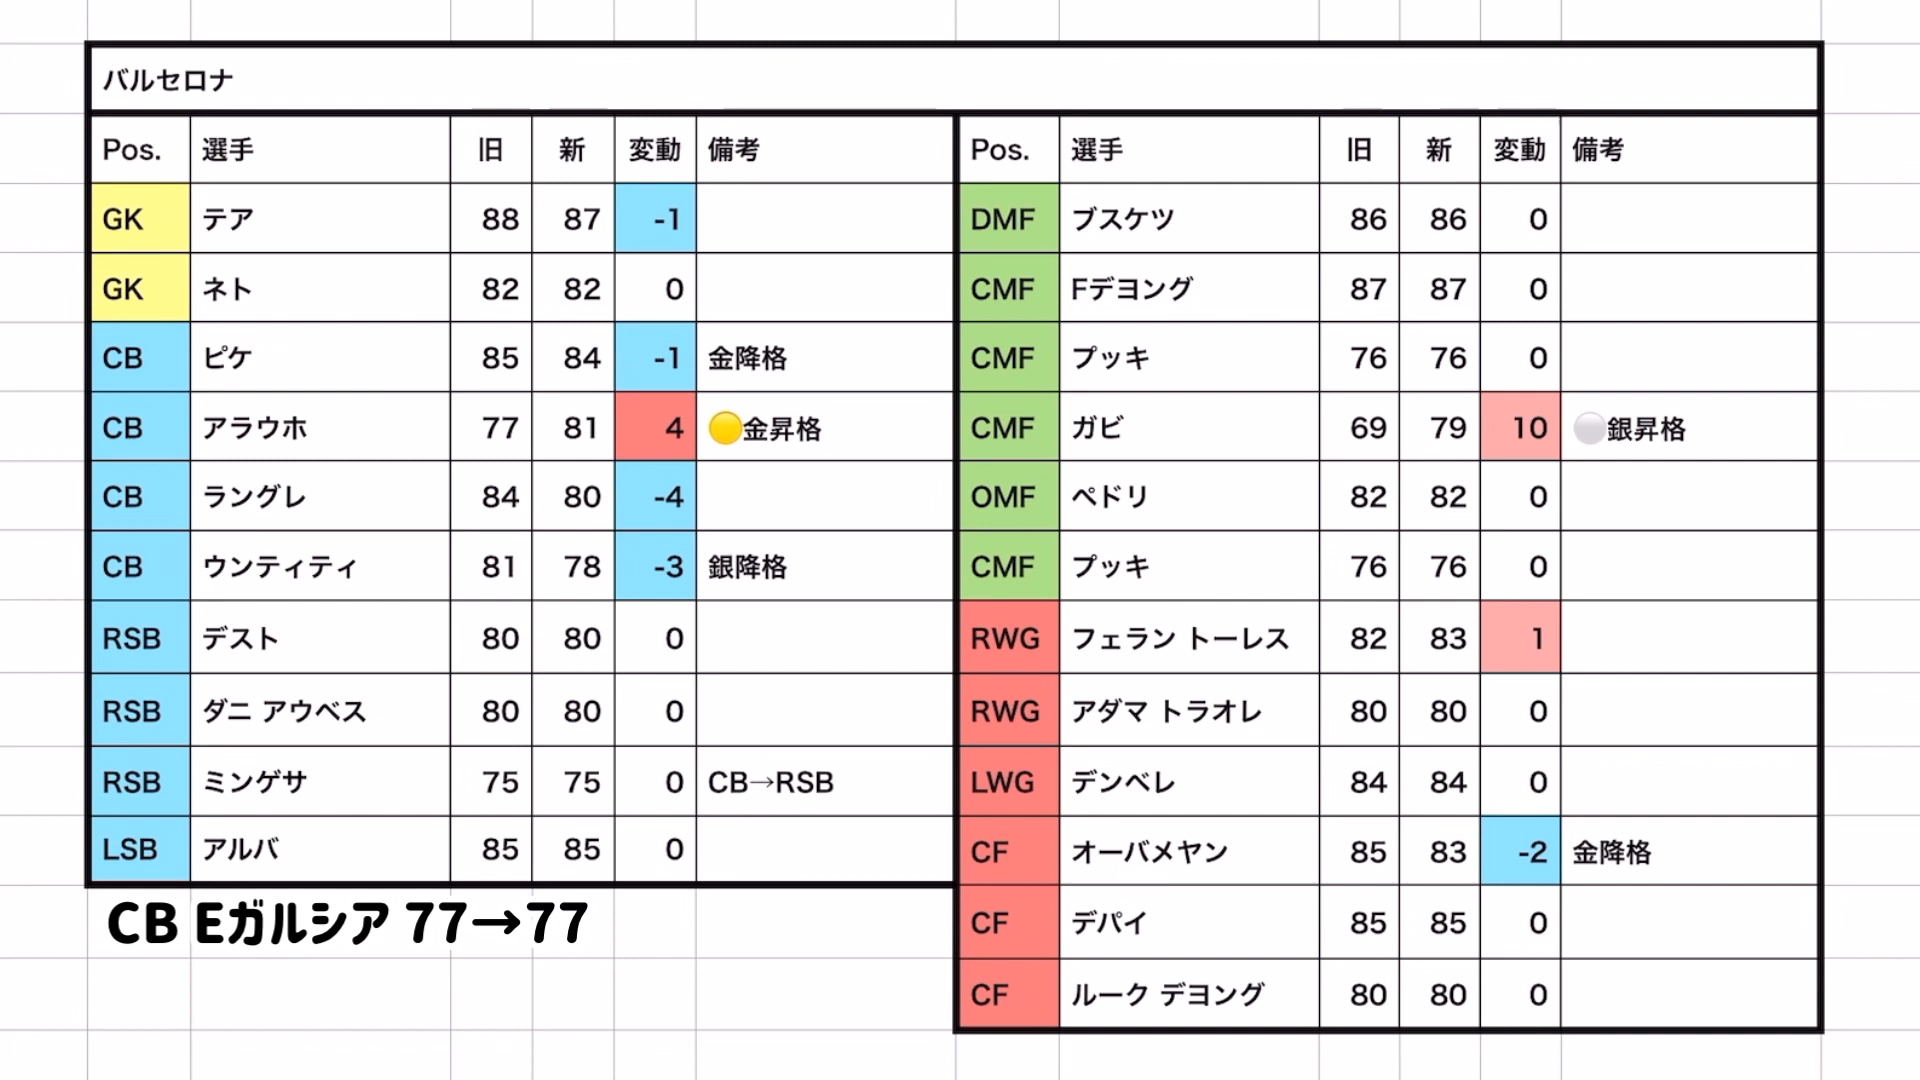 バルセロナ
Pos. 選手 旧 新 変動 備考
GK テア 88 87 -1
GK ネト 82 82 0
CB ピケ 85 84 -1 金降格
CB アラウホ 77 81 4 🟡金昇格
CB ラングレ 84 80 -4
CB ウンティティ 81 78 -3 銀降格
RSB デスト 80 80 0
RSB ダニ アウベス 80 80 0
RSB ミンゲサ 75 75 0 CB→RSB
LSB アルバ 85 85 0
CB Eガルシア 77→77
Pos. 選手 旧 新 変動 備考
DMF ブスケツ 86 86 0
CMF Fデヨング 87 87 0
CMF プッキ 76 76 0
CMF ガビ 69 79 10 ⚪銀昇格
OMF ペドリ 82 82 0
CMF プッキ 76 76 0
RWG フェラン トーレス 82 83 1
RWG アダマ トラオレ 80 80 0
LWG デンベレ 84 84 0
CF オーバメヤン 85 83 -2 金降格
CF デパイ 85 85 0
CF ルーク デヨング 80 80 0